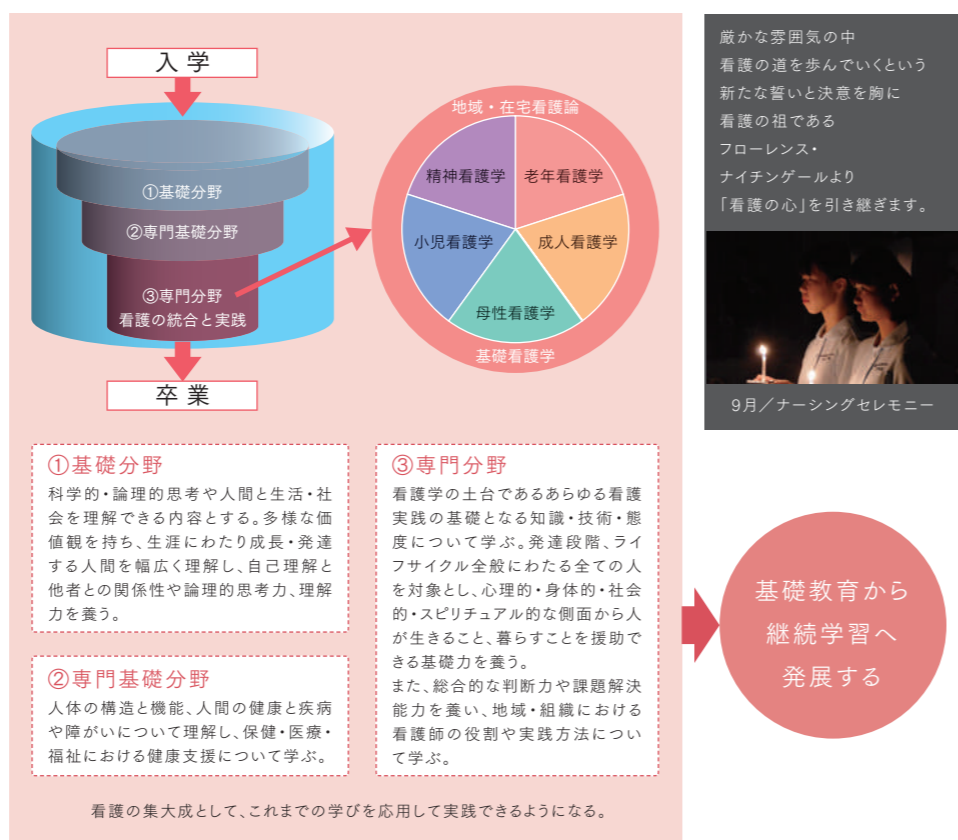 入学
①基礎分野
②専門基礎分野
③専門分野
看護の統合と実践
卒業
地域・在宅看護論
精神看護学
老年看護学
小児看護学
成人看護学
母性看護学
基礎看護学
厳かな雰囲気の中
看護の道を歩んでいくという
新たな誓いと決意を胸に
看護の祖である
フローレンス・
ナイチンゲールより
「看護の心」を引き継ぎます。
9月／ナーシングセレモニー
①基礎分野
科学的・論理的思考や人間と生活・社
会を理解できる内容とする。多様な価
値観を持ち、生涯にわたり成長・発達
する人間を幅広く理解し、自己理解と
他者との関係性や論理的思考力、理解
力を養う。
②専門基礎分野
人体の構造と機能、人間の健康と疾病
や障がいについて理解し、保健・医療・
福祉における健康支援について学ぶ。
③専門分野
看護学の土台であるあらゆる看護
実践の基礎となる知識・技術・態
度について学ぶ。発達段階、ライ
フサイクル全般にわたる全ての人
を対象とし、心理的・身体的・社会
的・スピリチュアル的な側面から人
が生きること、暮らすことを援助で
きる基礎力を養う。
また、総合的な判断力や課題解決
能力を養い、地域・組織における
看護師の役割や実践方法につい
て学ぶ。
看護の集大成として、これまでの学びを応用して実践できるようになる。
基礎教育から
継続学習へ
発展する